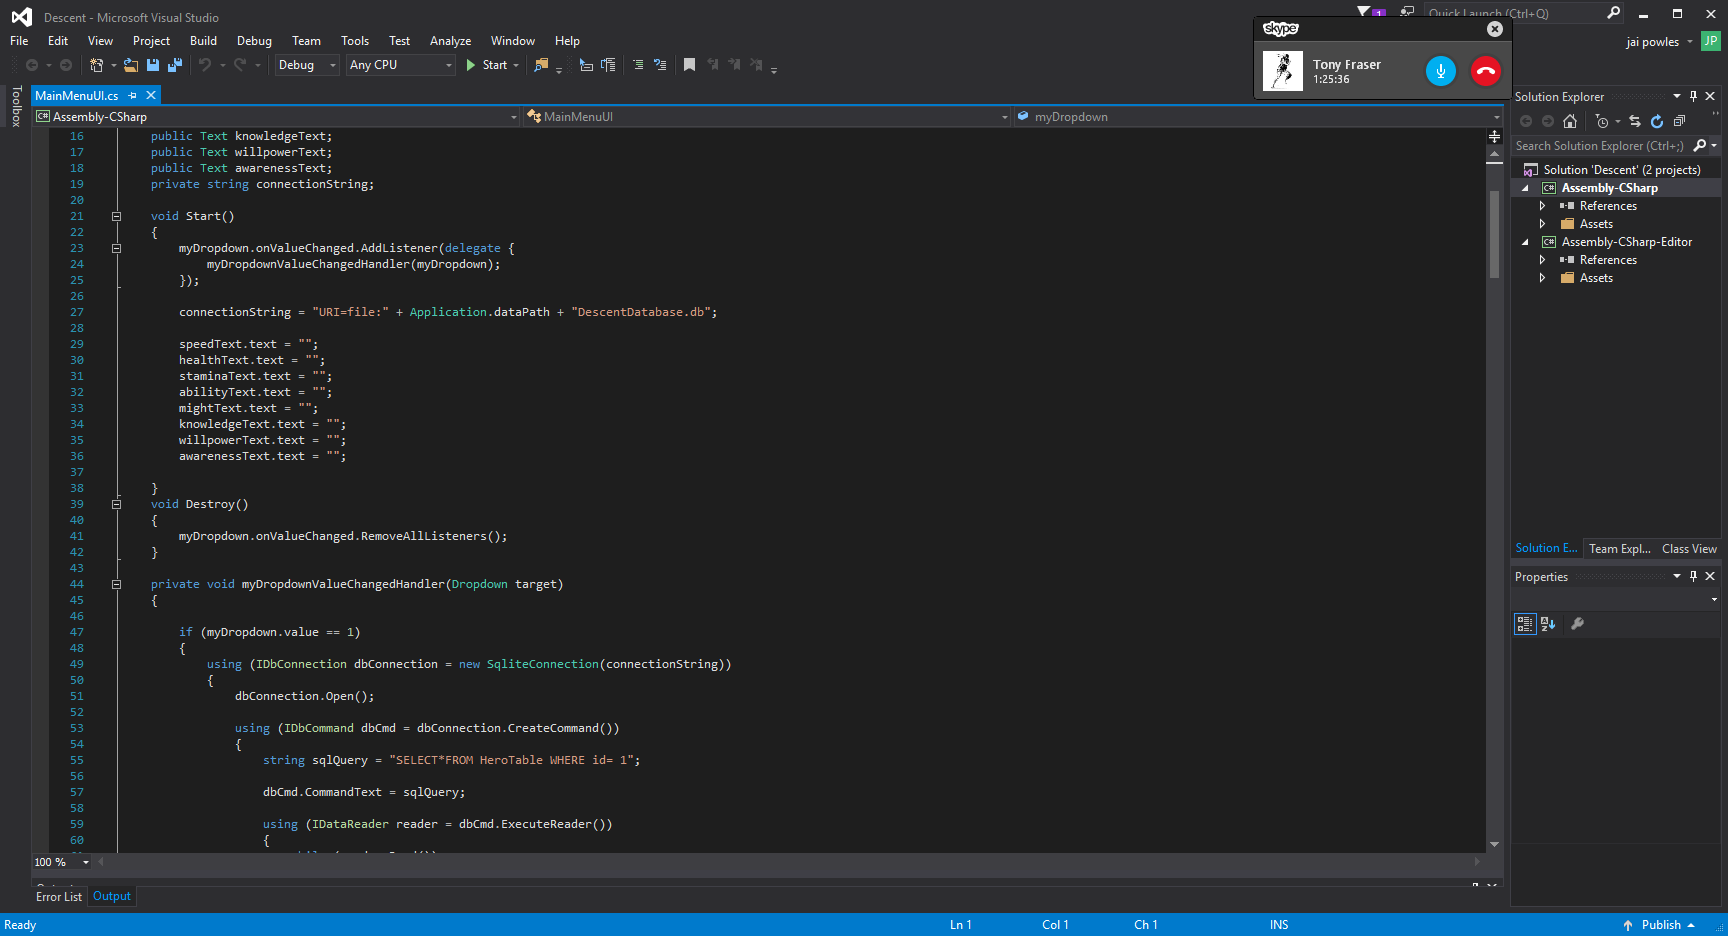 Descent - Microsoft Visual Studio
1
Quick Launch (Ctrl+Q)
File Edit View Project Build Debug Team Tools Test Analyze Window Help
jai powles JP
Debug Any CPU Start
skype
Tony Fraser
1:25:36
Toolbox
MainMenuUI.cs
Assembly-CSharp MainMenuUI myDropdown
16 public Text knowledgeText;
17 public Text willpowerText;
18 public Text awarenessText;
19 private string connectionString;
20
21 void Start()
22 {
23 myDropdown.onValueChanged.AddListener(delegate {
24 myDropdownValueChangedHandler(myDropdown);
25 });
26
27 connectionString = "URI=file:" + Application.dataPath + "DescentDatabase.db";
28
29 speedText.text = "";
30 healthText.text = "";
31 staminaText.text = "";
32 abilityText.text = "";
33 mightText.text = "";
34 knowledgeText.text = "";
35 willpowerText.text = "";
36 awarenessText.text = "";
37
38 }
39 void Destroy()
40 {
41 myDropdown.onValueChanged.RemoveAllListeners();
42 }
43
44 private void myDropdownValueChangedHandler(Dropdown target)
45 {
46
47 if (myDropdown.value == 1)
48 {
49 using (IDbConnection dbConnection = new SqliteConnection(connectionString))
50 {
51 dbConnection.Open();
52
53 using (IDbCommand dbCmd = dbConnection.CreateCommand())
54 {
55 string sqlQuery = "SELECT*FROM HeroTable WHERE id= 1";
56
57 dbCmd.CommandText = sqlQuery;
58
59 using (IDataReader reader = dbCmd.ExecuteReader())
60 {
100 %
Error List Output
Solution Explorer
Search Solution Explorer (Ctrl+;)
Solution 'Descent' (2 projects)
C# Assembly-CSharp
References
Assets
C# Assembly-CSharp-Editor
References
Assets
Solution E... Team Expl... Class View
Properties
Ready Ln 1 Col 1 Ch 1 INS Publish